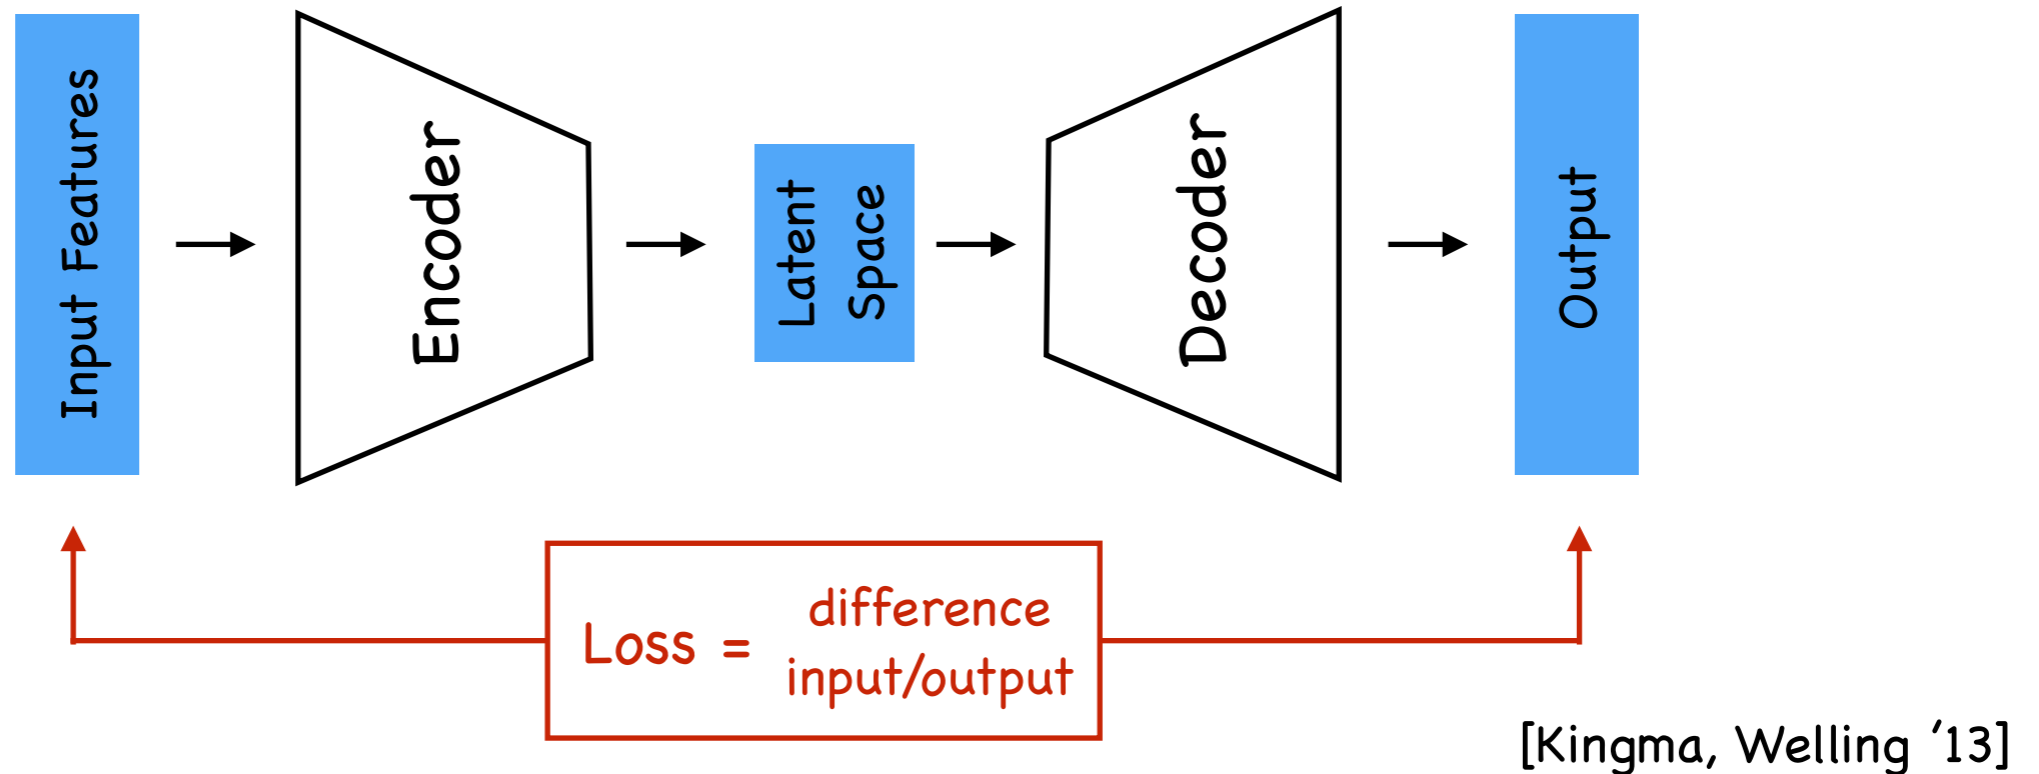 Input Features
Encoder
Latent
Space
Decoder
Output
Loss =
difference
input/output
[Kingma, Welling '13]